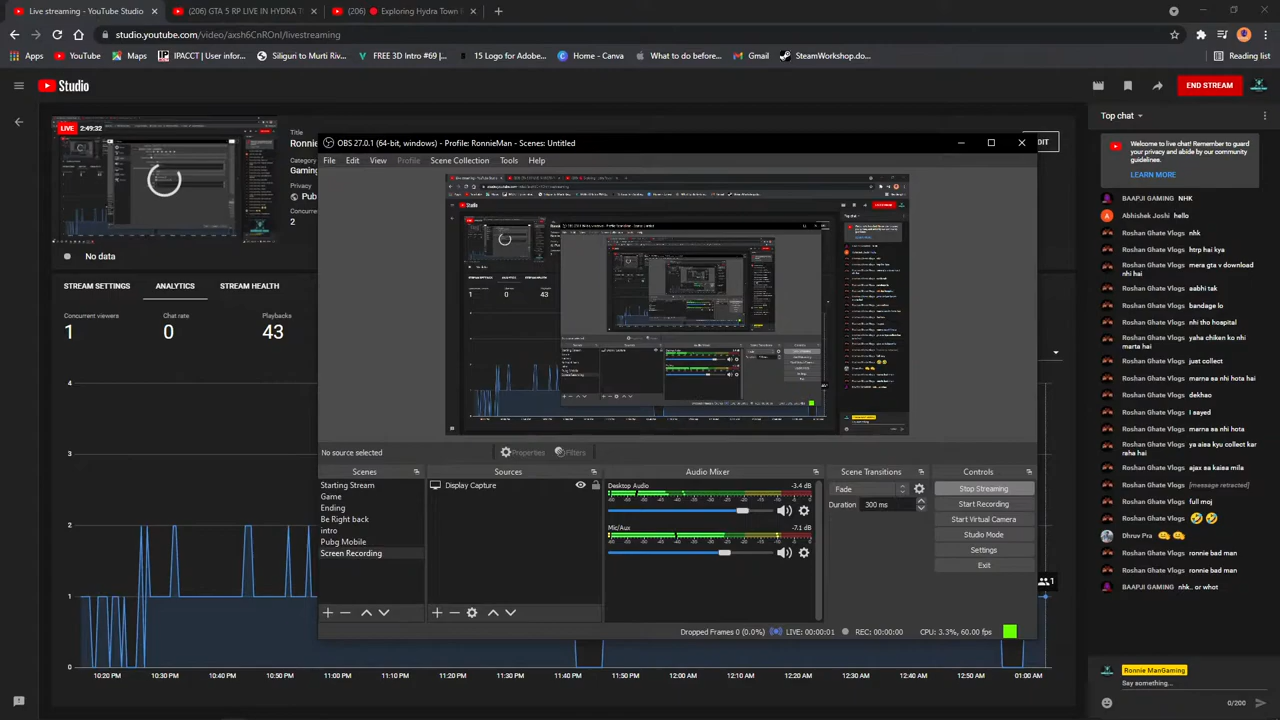 Live streaming - YouTube Studio
(206) GTA 5 RP LIVE IN HYDRA T
(206) 🔴 Exploring Hydra Town
studio.youtube.com/video/axsh6CnROnI/livestreaming
Apps
YouTube
Maps
IPACCT | User infor...
Siliguri to Murti Riv...
FREE 3D Intro #69 |...
15 Logo for Adobe...
Home - Canva
What to do before...
Gmail
SteamWorkshop.do...
Reading list
Studio
END STREAM
LIVE 2:49:32
Title
Ronnie
Category
Gaming
Privacy
Concurrent
2
DIT
No data
STREAM SETTINGS
ANALYTICS
STREAM HEALTH
Concurrent viewers
1
Chat rate
0
Playbacks
43
4
3
2
1
0
10:20 PM
10:30 PM
10:40 PM
10:50 PM
11:00 PM
11:10 PM
11:20 PM
11:30 PM
11:40 PM
11:50 PM
12:00 AM
12:10 AM
12:20 AM
12:30 AM
12:40 AM
12:50 AM
01:00 AM
1
OBS 27.0.1 (64-bit, windows) - Profile: RonnieMan - Scenes: Untitled
File Edit View Profile Scene Collection Tools Help
No source selected
Properties
Filters
Scenes
Starting Stream
Game
Ending
Be Right back
intro
Pubg Mobile
Screen Recording
Sources
Display Capture
Audio Mixer
Desktop Audio
-3.4 dB
Mic/Aux
-7.1 dB
Scene Transitions
Fade
Duration 300 ms
Controls
Stop Streaming
Start Recording
Start Virtual Camera
Studio Mode
Settings
Exit
Dropped Frames 0 (0.0%)
LIVE: 00:00:01
REC: 00:00:00
CPU: 3.3%, 60.00 fps
Top chat
Welcome to live chat! Remember to
guard your privacy and abide by our community
guidelines.
LEARN MORE
BAAPJI GAMING NHK
Abhishek Joshi hello
Roshan Ghate Vlogs nhk
Roshan Ghate Vlogs htrp hai kya
Roshan Ghate Vlogs mera gta v download
nhi hai
Roshan Ghate Vlogs aabhi tak
Roshan Ghate Vlogs bandage lo
Roshan Ghate Vlogs nhi tho hospital
Roshan Ghate Vlogs yaha chiken ko nhi
marta hai
Roshan Ghate Vlogs just collect
Roshan Ghate Vlogs marna aa nhi hota hai
Roshan Ghate Vlogs dekhao
Roshan Ghate Vlogs I aayed
Roshan Ghate Vlogs marna aa nhi hota
Roshan Ghate Vlogs ya aisa kyu collect kar
raha hai
Roshan Ghate Vlogs ajax sa kaisa mila
Roshan Ghate Vlogs [message retracted]
Roshan Ghate Vlogs full moj
Roshan Ghate Vlogs 🤣 🤣
Dhruv Pra
Roshan Ghate Vlogs ronnie bad man
Roshan Ghate Vlogs ronnie bad man
BAAPJI GAMING nhk.. or whot
Ronnie ManGaming
Say something...
0/200